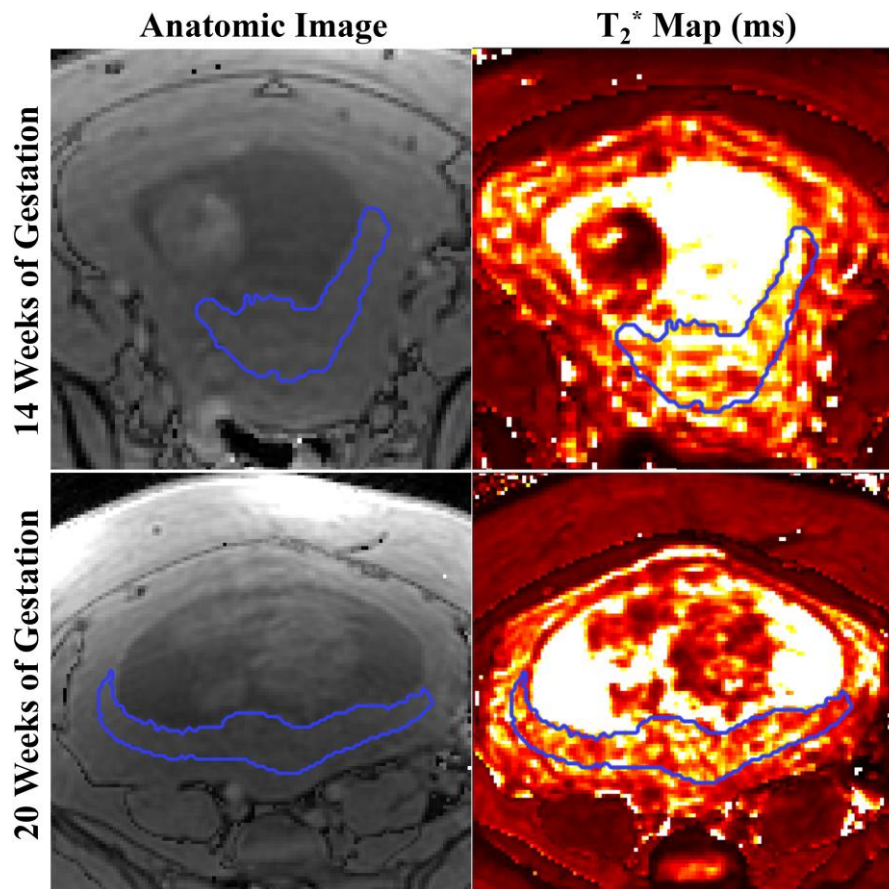 Anatomic Image
T₂* Map (ms)
14 Weeks of Gestation
20 Weeks of Gestation